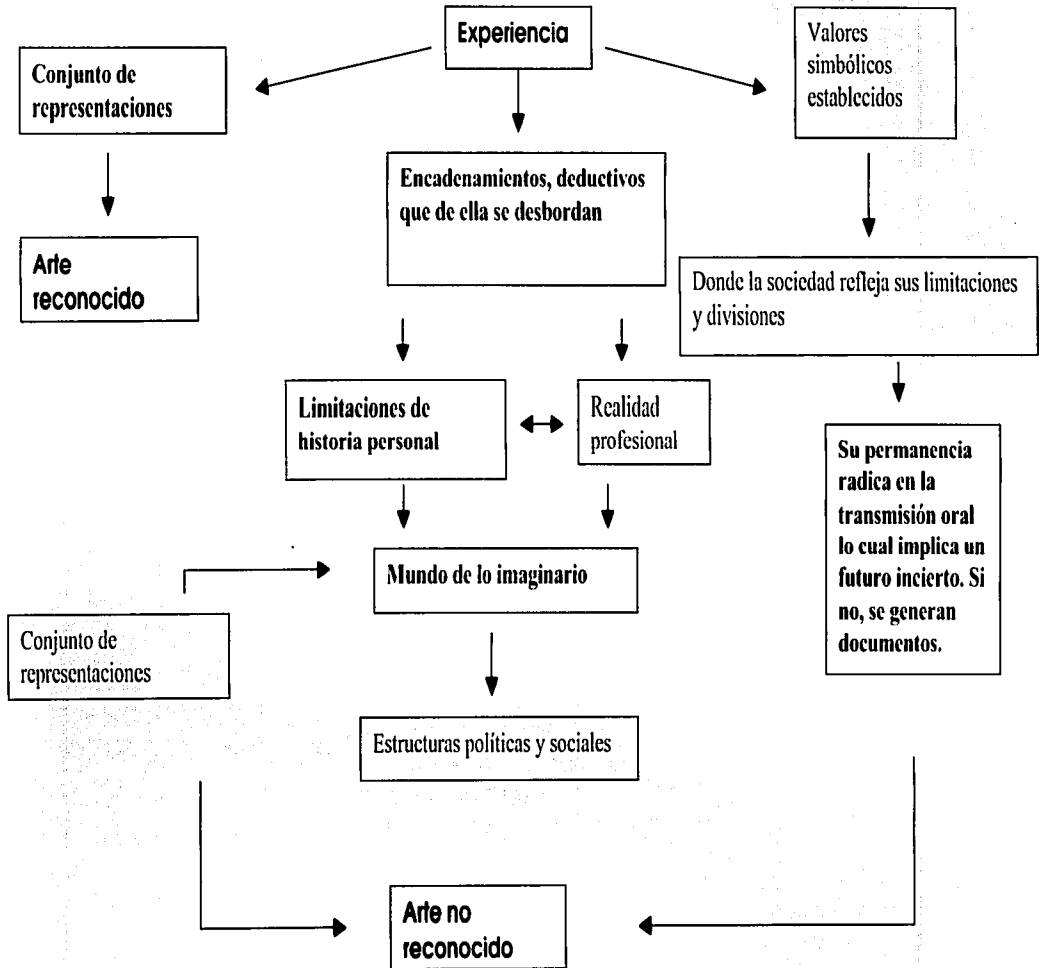 Experiencia
Conjunto de
representaciones
Valores
simbólicos
establecidos
Encadenamientos, deductivos
que de ella se desbordan
Arte
reconocido
Donde la sociedad refleja sus limitaciones
y divisiones
Limitaciones de
historia personal
Realidad
profesional
Su permanencia
radica en la
transmisión oral
lo cual implica un
futuro incierto. Si
no, se generan
documentos.
Mundo de lo imaginario
Conjunto de
representaciones
Estructuras políticas y sociales
Arte no
reconocido